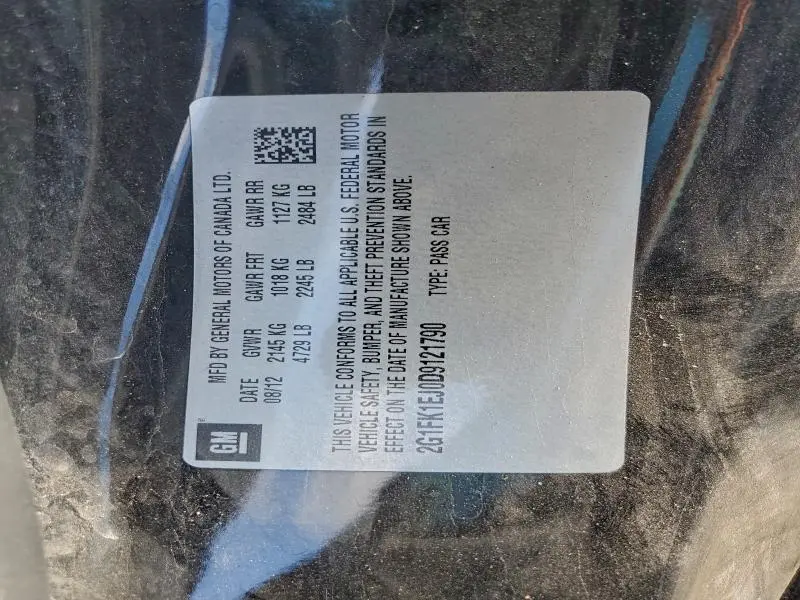 GM
MFD BY GENERAL MOTORS OF CANADA LTD.
DATE GVWR GAWR FRT GAWR RR
08/12 2145 KG 1018 KG 1127 KG
4729 LB 2245 LB 2484 LB
THIS VEHICLE CONFORMS TO ALL APPLICABLE U.S. FEDERAL MOTOR
VEHICLE SAFETY, BUMPER, AND THEFT PREVENTION STANDARDS IN
EFFECT ON THE DATE OF MANUFACTURE SHOWN ABOVE.
2G1FK1EJ0D9121790 TYPE: PASS CAR